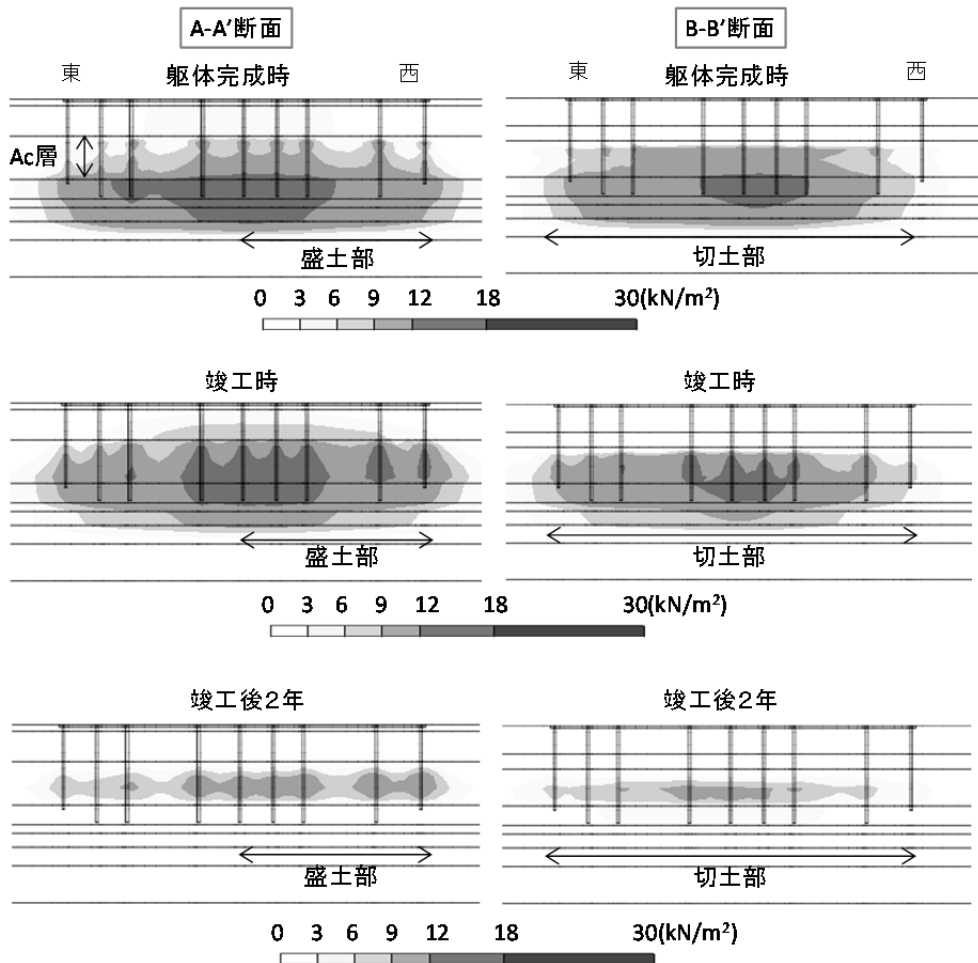 A-A′断面
B-B′断面
東 躯体完成時 西
東 躯体完成時 西
Ac層
盛土部
切土部
0 3 6 9 12 18 30(kN/m²)
竣工時
竣工時
盛土部
切土部
0 3 6 9 12 18 30(kN/m²)
竣工後2年
竣工後2年
盛土部
切土部
0 3 6 9 12 18 30(kN/m²)